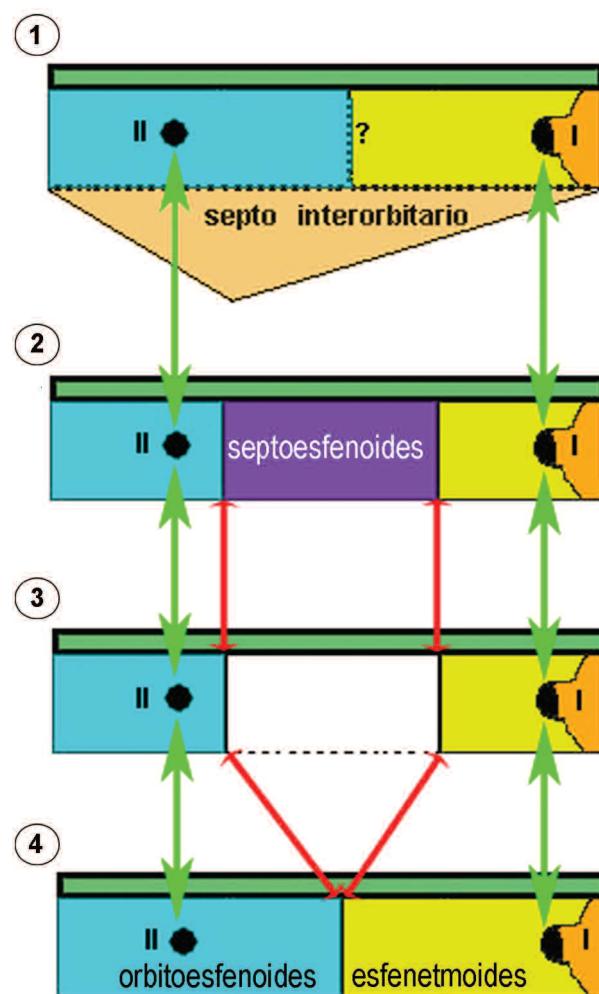 1
II ? I
septo interorbitario
2
II septoesfenoides I
3
II I
4
II I
orbitoesfenoides esfenetmoides